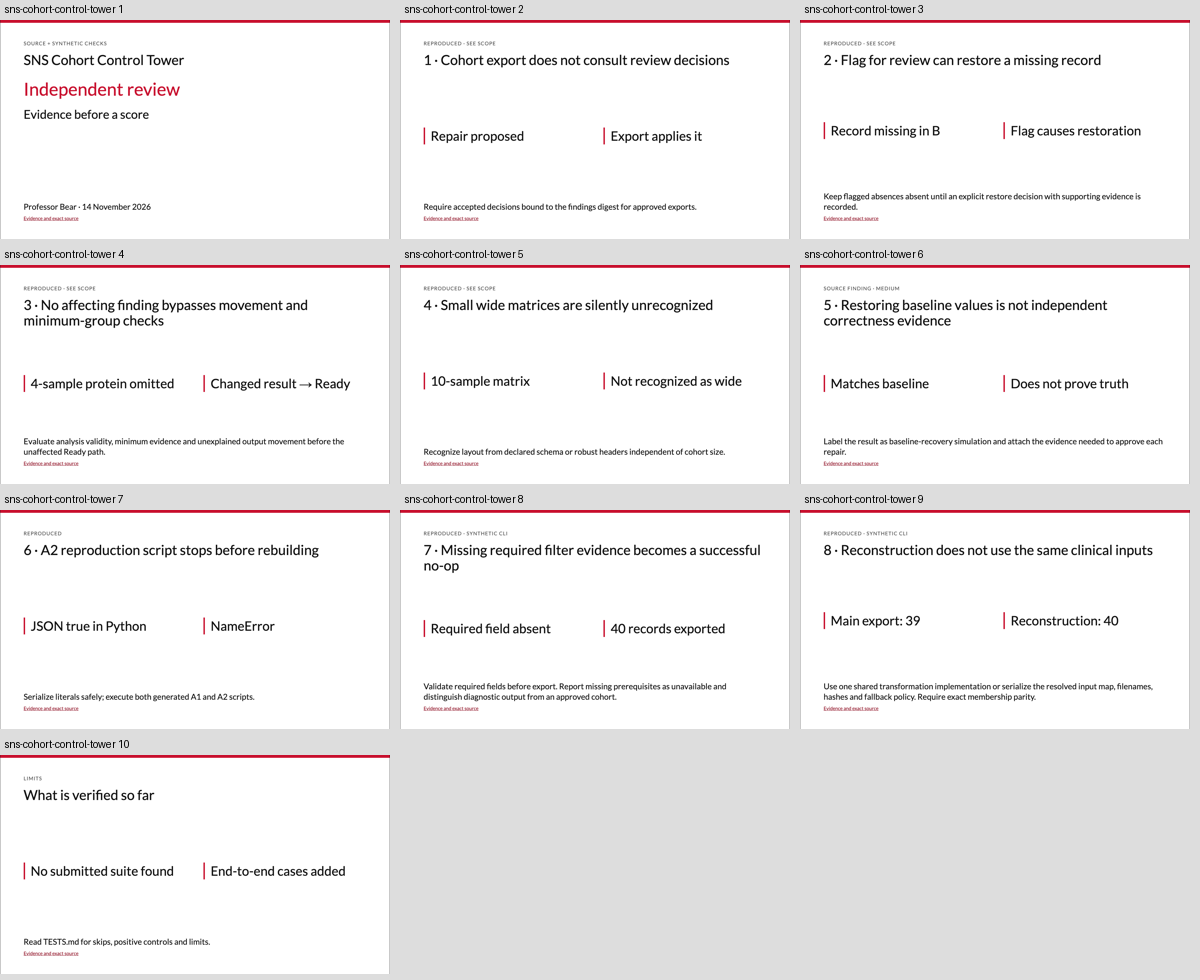 sns-cohort-control-tower 1
SOURCE + SYNTHETIC CHECKS
SNS Cohort Control Tower
Independent review
Evidence before a score
Professor Bear · 14 November 2026
Evidence and exact source
sns-cohort-control-tower 2
REPRODUCED - SEE SCOPE
1 · Cohort export does not consult review decisions
Repair proposed
Export applies it
Require accepted decisions bound to the findings digest for approved exports.
Evidence and exact source
sns-cohort-control-tower 3
REPRODUCED - SEE SCOPE
2 · Flag for review can restore a missing record
Record missing in B
Flag causes restoration
Keep flagged absences absent until an explicit restore decision with supporting evidence is
recorded.
Evidence and exact source
sns-cohort-control-tower 4
REPRODUCED - SEE SCOPE
3 · No affecting finding bypasses movement and
minimum-group checks
4-sample protein omitted
Changed result → Ready
Evaluate analysis validity, minimum evidence and unexplained output movement before the
unaffected Ready path.
Evidence and exact source
sns-cohort-control-tower 5
REPRODUCED - SEE SCOPE
4 · Small wide matrices are silently unrecognized
10-sample matrix
Not recognized as wide
Recognize layout from declared schema or robust headers independent of cohort size.
Evidence and exact source
sns-cohort-control-tower 6
SOURCE FINDING - MEDIUM
5 · Restoring baseline values is not independent
correctness evidence
Matches baseline
Does not prove truth
Label the result as baseline-recovery simulation and attach the evidence needed to approve each
repair.
Evidence and exact source
sns-cohort-control-tower 7
REPRODUCED
6 · A2 reproduction script stops before rebuilding
JSON true in Python
NameError
Serialize literals safely; execute both generated A1 and A2 scripts.
Evidence and exact source
sns-cohort-control-tower 8
REPRODUCED - SYNTHETIC CLI
7 · Missing required filter evidence becomes a successful
no-op
Required field absent
40 records exported
Validate required fields before export. Report missing prerequisites as unavailable and
distinguish diagnostic output from an approved cohort.
Evidence and exact source
sns-cohort-control-tower 9
REPRODUCED - SYNTHETIC CLI
8 · Reconstruction does not use the same clinical inputs
Main export: 39
Reconstruction: 40
Use one shared transformation implementation or serialize the resolved input map, filenames,
hashes and fallback policy. Require exact membership parity.
Evidence and exact source
sns-cohort-control-tower 10
LIMITS
What is verified so far
No submitted suite found
End-to-end cases added
Read TESTS.md for skips, positive controls and limits.
Evidence and exact source